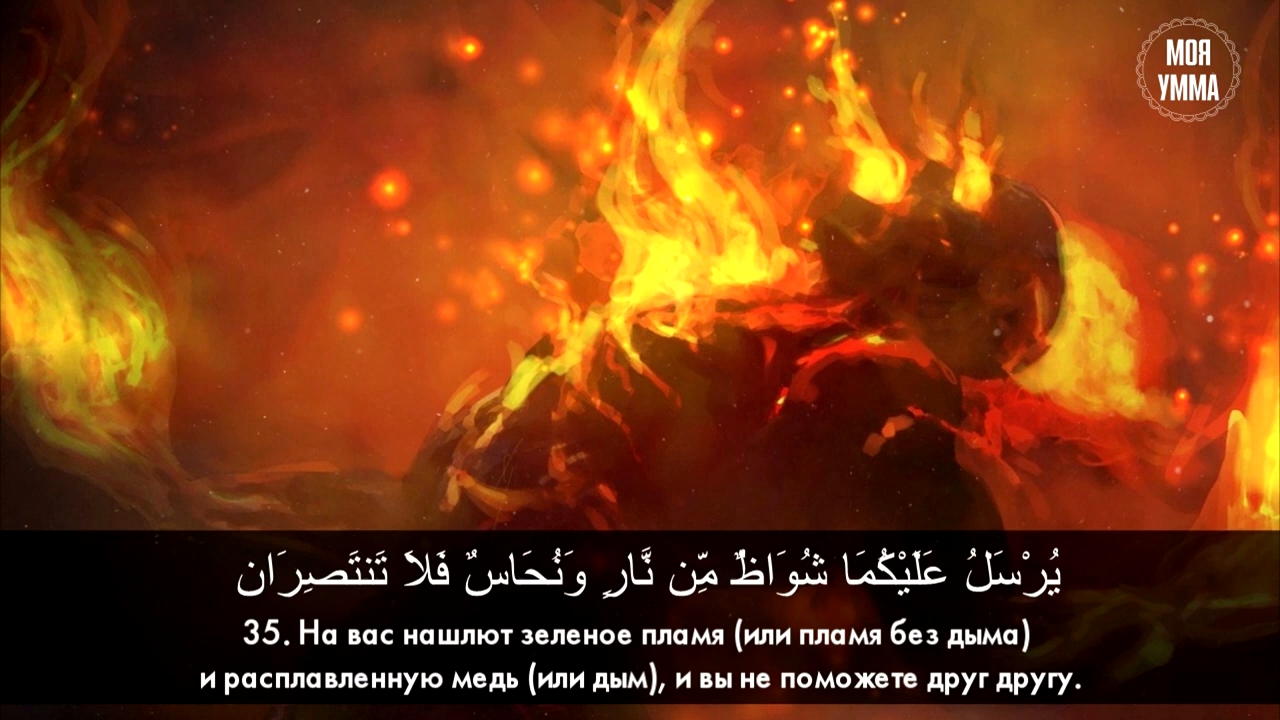 МОЯ
УММА
يُرْسَلُ عَلَيْكُمَا شُوَاظٌ مِّن نَّارٍ وَنُحَاسٌ فَلَا تَنتَصِرَانِ
35. На вас нашлют зеленое пламя (или пламя без дыма)
и расплавленную медь (или дым), и вы не поможете друг другу.